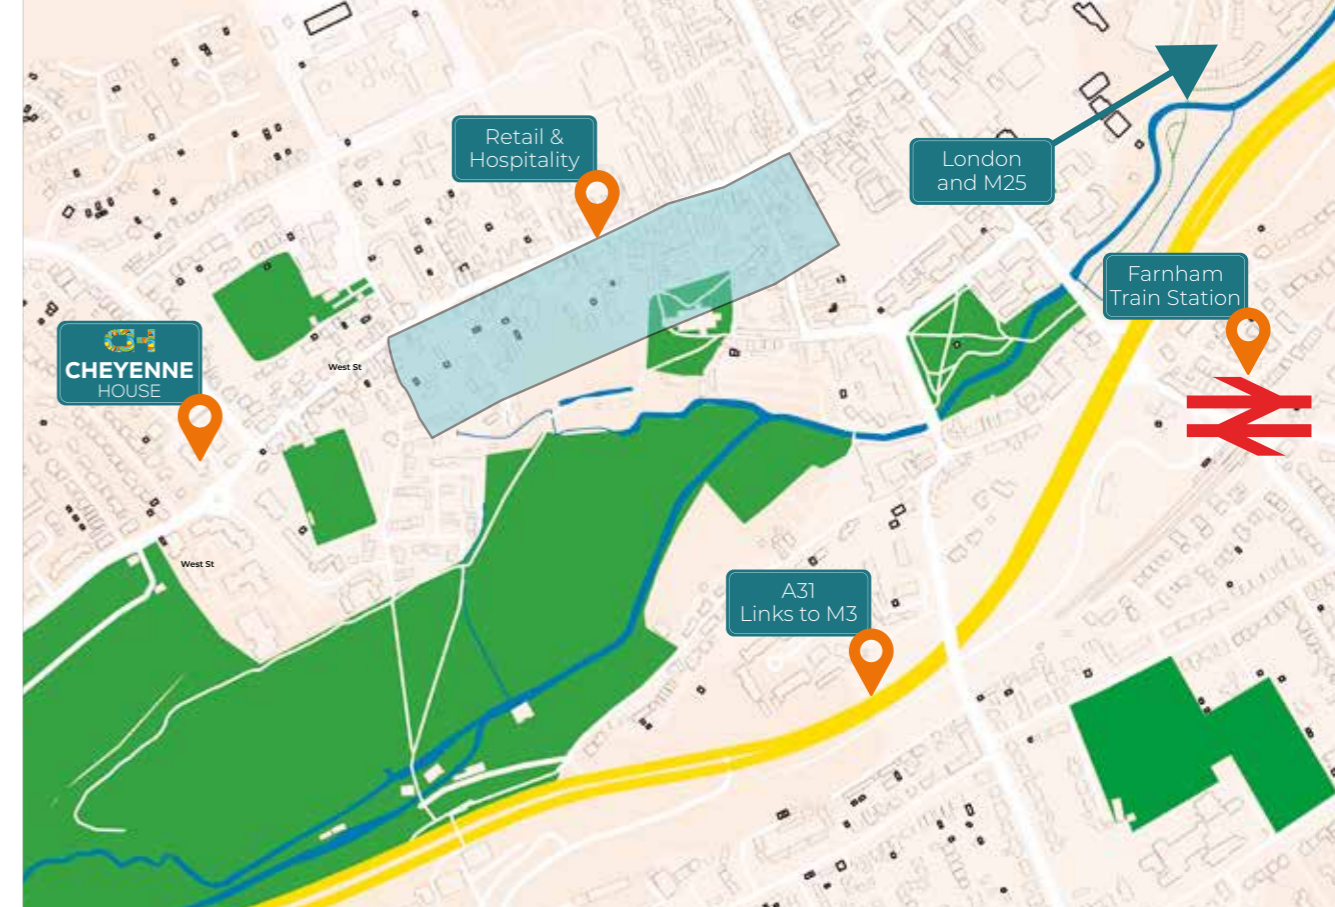 Retail &
Hospitality
London
and M25
Farnham
Train Station
CH
CHEYENNE
HOUSE
West St
West St
A31
Links to M3